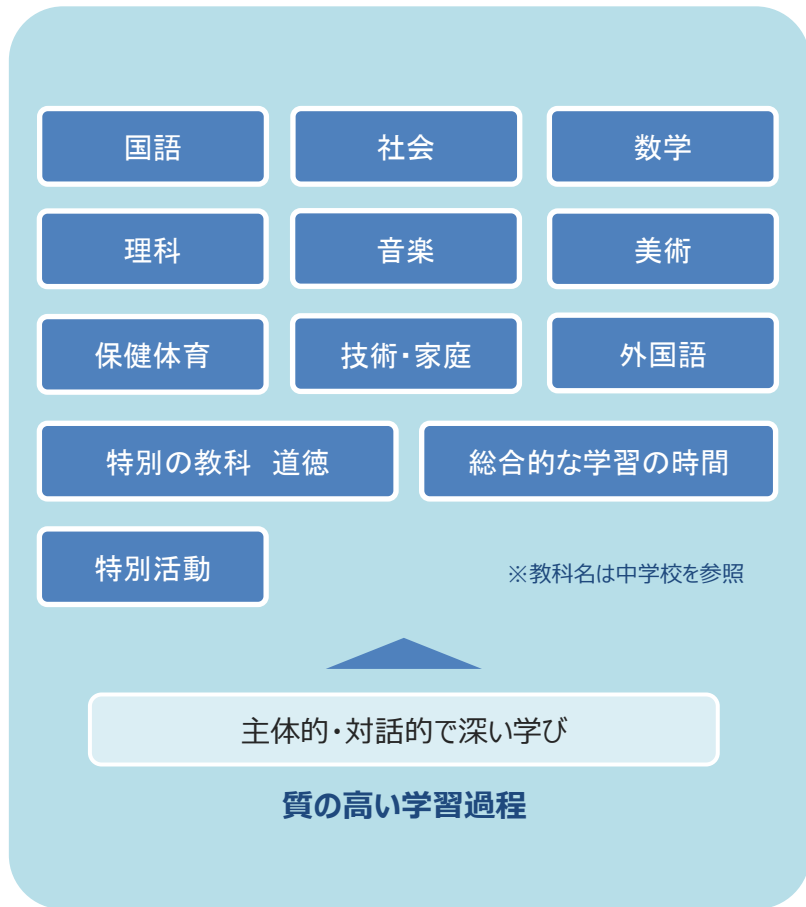 国語
社会
数学
理科
音楽
美術
保健体育
技術・家庭
外国語
特別の教科　道徳
総合的な学習の時間
特別活動
※教科名は中学校を参照
主体的・対話的で深い学び
質の高い学習過程